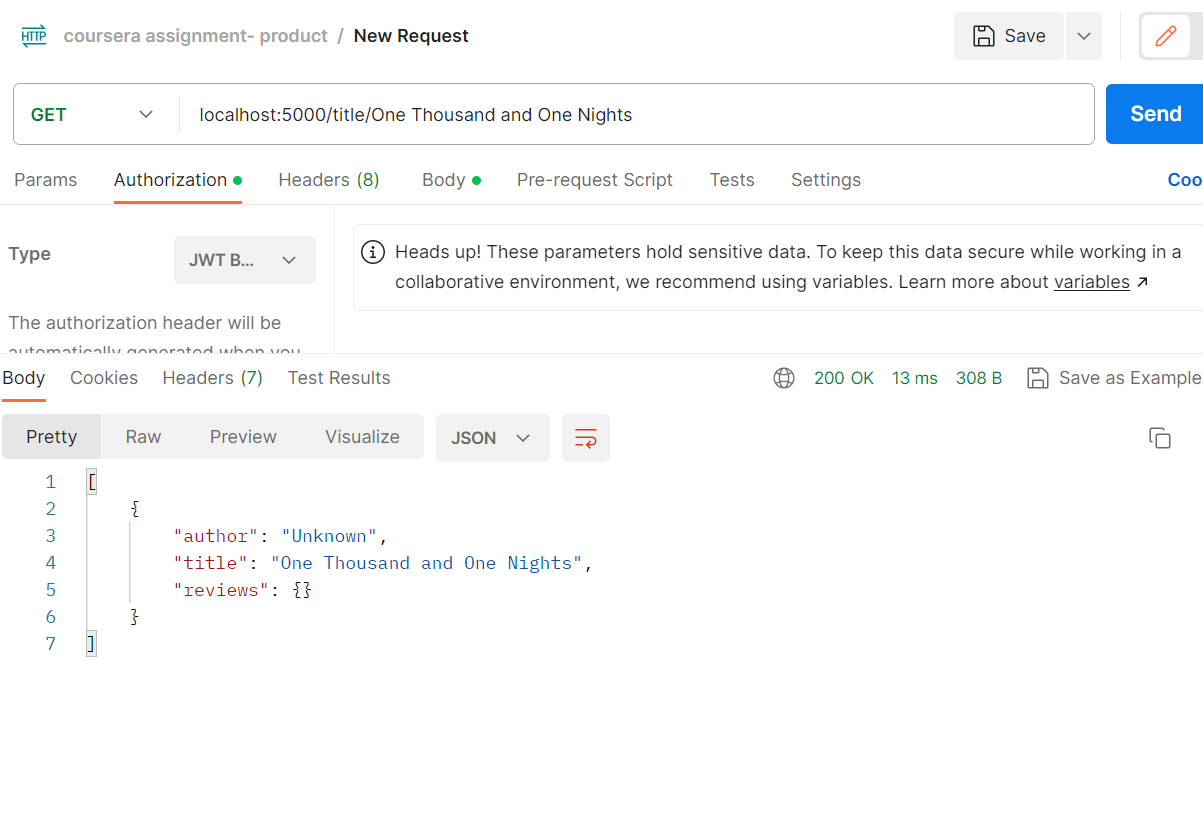 HTTP coursera assignment- product / New Request Save
GET localhost:5000/title/One Thousand and One Nights Send
Params Authorization Headers (8) Body Pre-request Script Tests Settings Coo
Type JWT B...
Heads up! These parameters hold sensitive data. To keep this data secure while working in a
collaborative environment, we recommend using variables. Learn more about variables ↗
The authorization header will be
automatically generated when you
Body Cookies Headers (7) Test Results 200 OK 13 ms 308 B Save as Example
Pretty Raw Preview Visualize JSON
1 [
2 {
3 "author": "Unknown",
4 "title": "One Thousand and One Nights",
5 "reviews": {}
6 }
7 ]